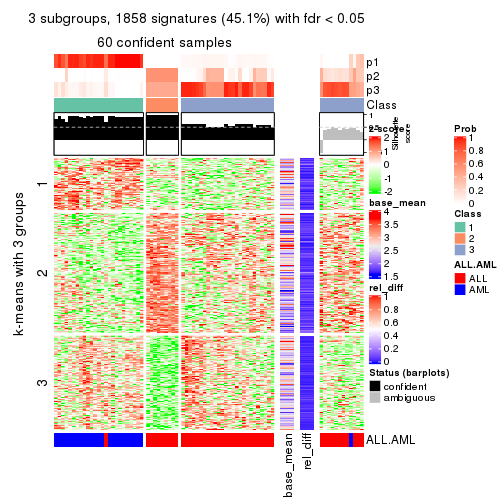 3 subgroups, 1858 signatures (45.1%) with fdr < 0.05
60 confident samples
p1
p2
p3
Class
1
0.5
0
Silhouette
score
k-means with 3 groups
1
2
3
ALL.AML
base_mean
rel_diff
z-score
2
1
0
-1
-2
base_mean
4
3.5
3
2.5
2
1.5
rel_diff
1
0.8
0.6
0.4
0.2
0
Status (barplots)
confident
ambiguous
Prob
1
0.8
0.6
0.4
0.2
0
Class
1
2
3
ALL.AML
ALL
AML